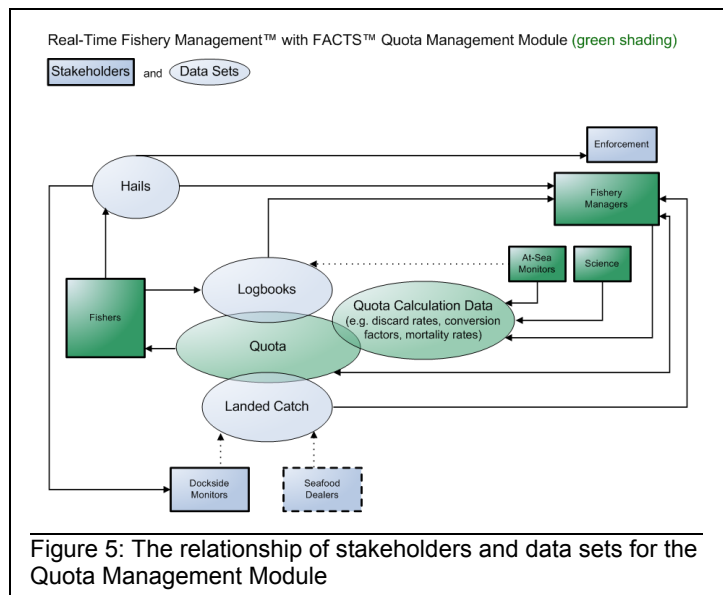 Real-Time Fishery Management™ with FACTS™ Quota Management Module (green shading)
Stakeholders and Data Sets
Enforcement
Hails
Fishery
Managers
At-Sea
Monitors
Science
Logbooks
Fishers
Quota Calculation Data
(e.g. discard rates, conversion
factors, mortality rates)
Quota
Landed Catch
Dockside
Monitors
Seafood
Dealers
Figure 5: The relationship of stakeholders and data sets for the
Quota Management Module